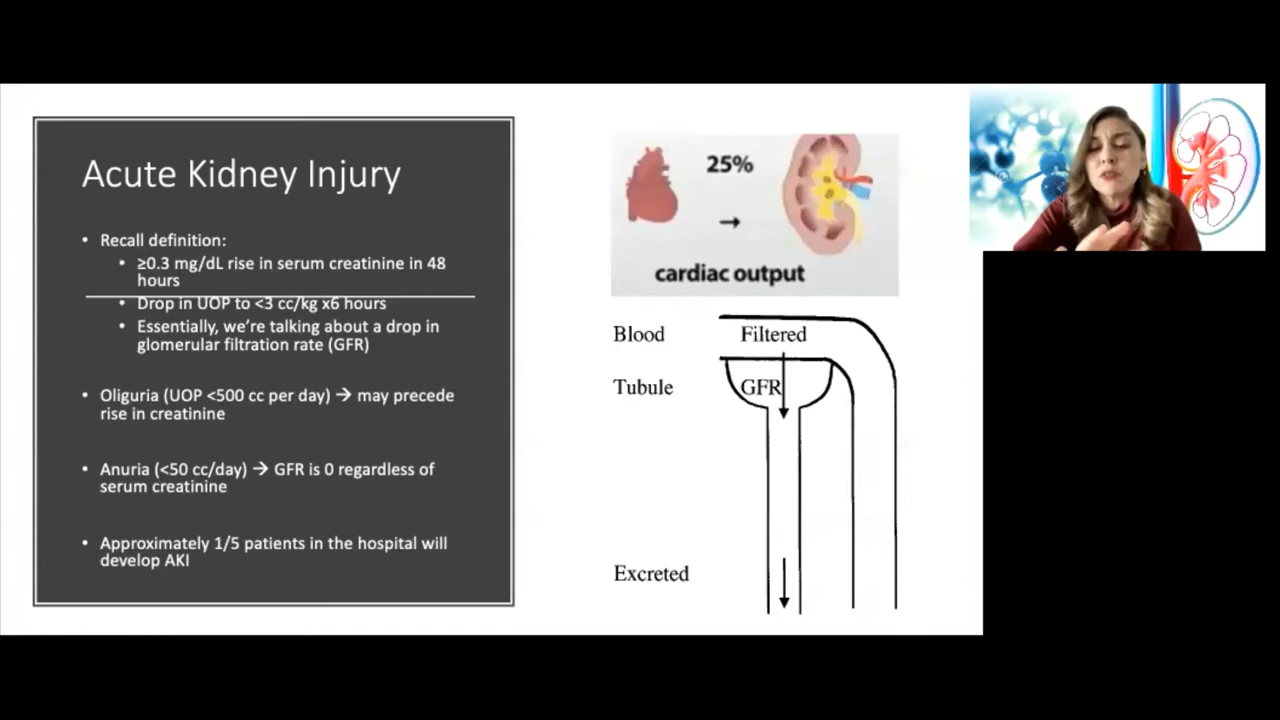 Acute Kidney Injury
• Recall definition:
• ≥0.3 mg/dL rise in serum creatinine in 48
hours
• Drop in UOP to <3 cc/kg x6 hours
• Essentially, we're talking about a drop in
glomerular filtration rate (GFR)
• Oliguria (UOP <500 cc per day) → may precede
rise in creatinine
• Anuria (<50 cc/day) → GFR is 0 regardless of
serum creatinine
• Approximately 1/5 patients in the hospital will
develop AKI
25%
→
cardiac output
Blood
Filtered
Tubule
GFR
Excreted